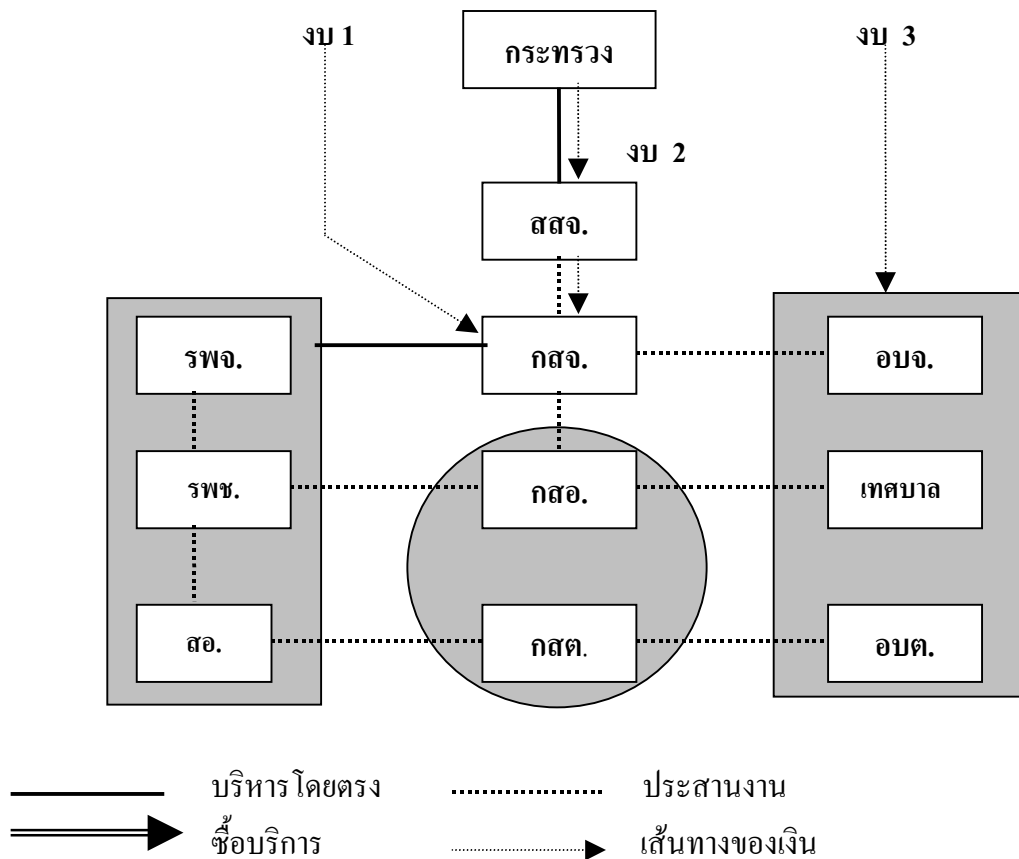 งบ 1
กระทรวง
งบ 3
งบ 2
สสจ.
รพจ.
กสจ.
อบจ.
รพช.
กสอ.
เทศบาล
สอ.
กสต.
อบต.
บริหารโดยตรง
ประสานงาน
ซื้อบริการ
เส้นทางของเงิน